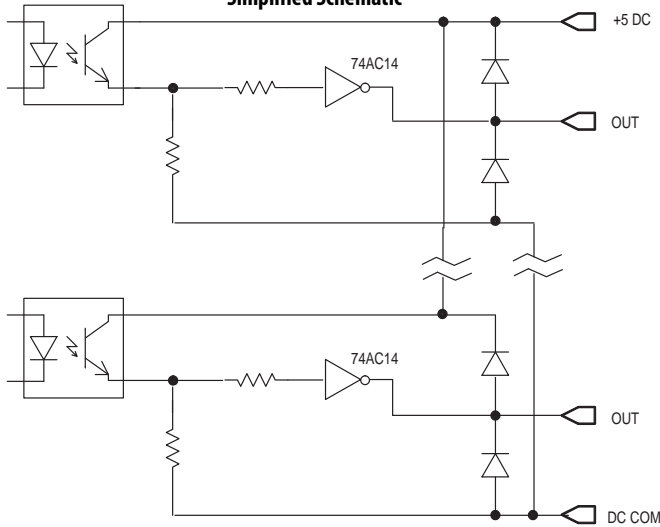 Simplified Schematic
+5 DC
74AC14
OUT
74AC14
OUT
DC COM